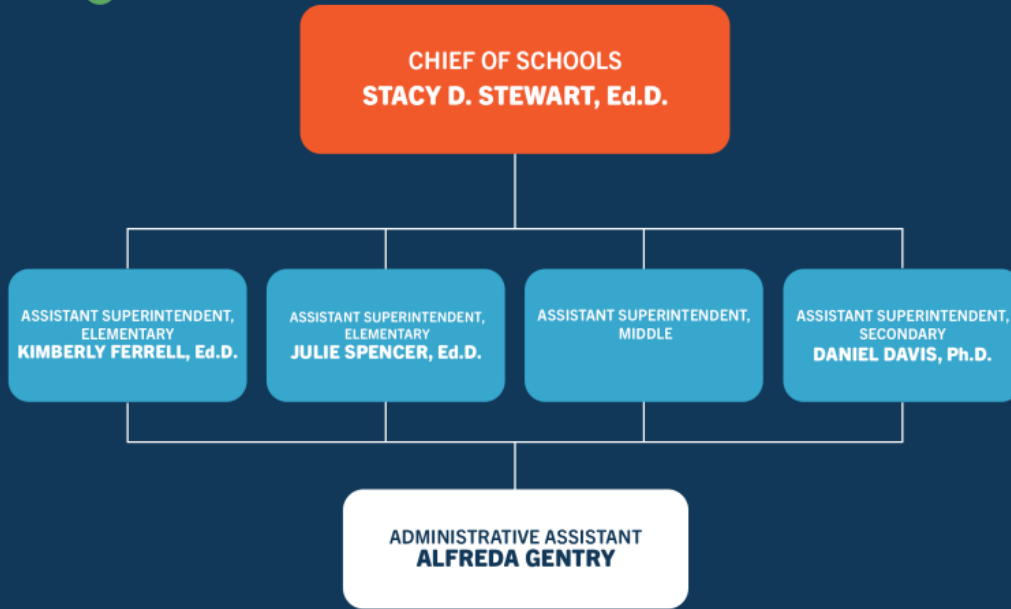 CHIEF OF SCHOOLS
STACY D. STEWART, Ed.D.
ASSISTANT SUPERINTENDENT,
ELEMENTARY
KIMBERLY FERRELL, Ed.D.
ASSISTANT SUPERINTENDENT,
ELEMENTARY
JULIE SPENCER, Ed.D.
ASSISTANT SUPERINTENDENT,
MIDDLE
ASSISTANT SUPERINTENDENT,
SECONDARY
DANIEL DAVIS, Ph.D.
ADMINISTRATIVE ASSISTANT
ALFREDA GENTRY